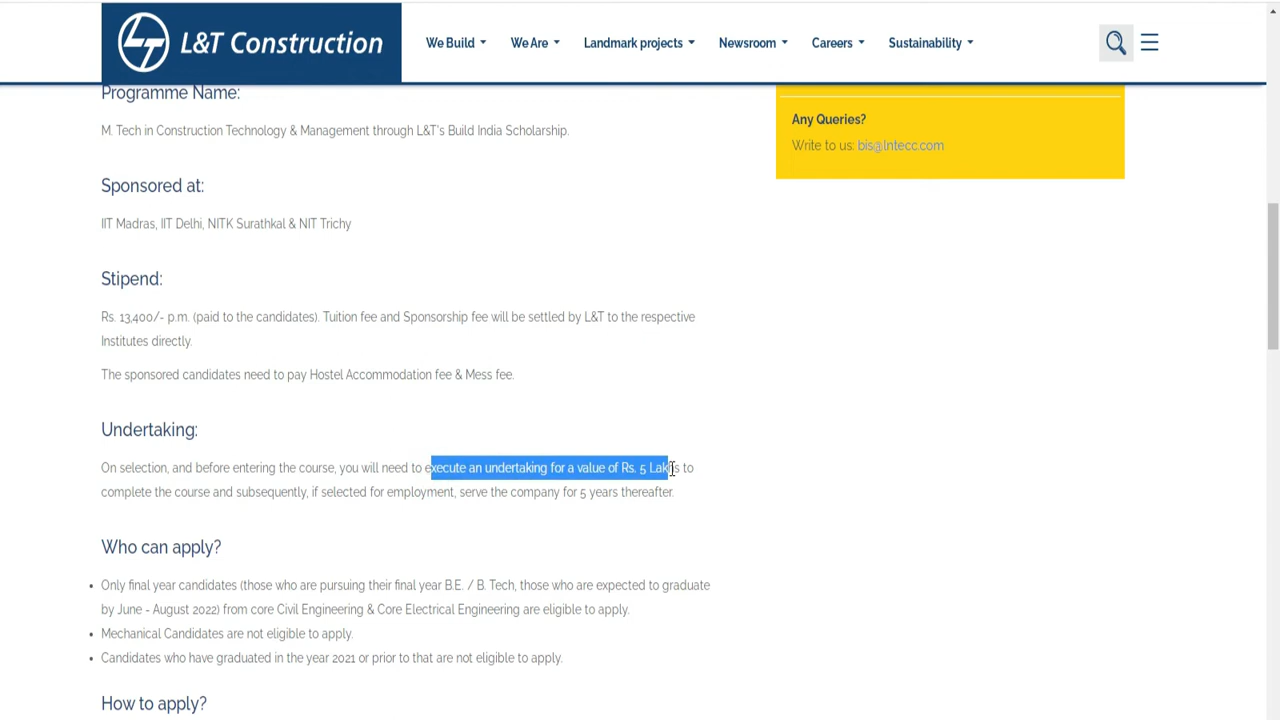 L&T Construction
We Build
We Are
Landmark projects
Newsroom
Careers
Sustainability
Programme Name:
M. Tech in Construction Technology & Management through L&T's Build India Scholarship.
Sponsored at:
IIT Madras, IIT Delhi, NITK Surathkal & NIT Trichy
Stipend:
Rs. 13,400/- p.m. (paid to the candidates). Tuition fee and Sponsorship fee will be settled by L&T to the respective
Institutes directly.
The sponsored candidates need to pay Hostel Accommodation fee & Mess fee.
Undertaking:
On selection, and before entering the course, you will need to execute an undertaking for a value of Rs. 5 Lakhs to
complete the course and subsequently, if selected for employment, serve the company for 5 years thereafter.
Who can apply?
Only final year candidates (those who are pursuing their final year B.E. / B. Tech, those who are expected to graduate
by June - August 2022) from core Civil Engineering & Core Electrical Engineering are eligible to apply.
Mechanical Candidates are not eligible to apply.
Candidates who have graduated in the year 2021 or prior to that are not eligible to apply.
How to apply?
Any Queries?
Write to us: bis@lntecc.com